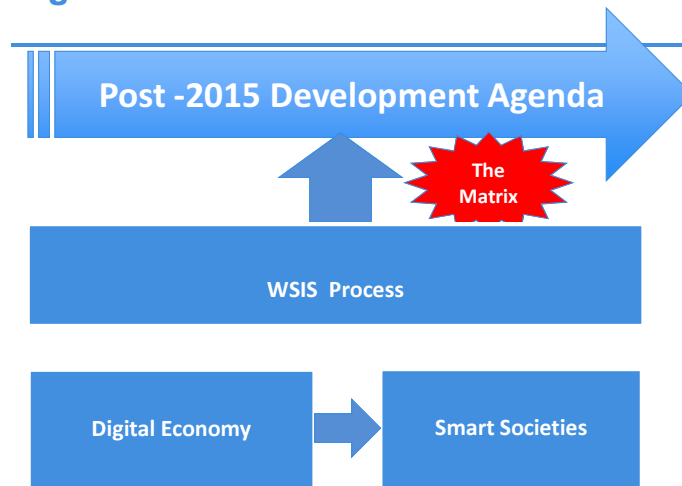 Post -2015 Development Agenda
The
Matrix
WSIS Process
Digital Economy
Smart Societies